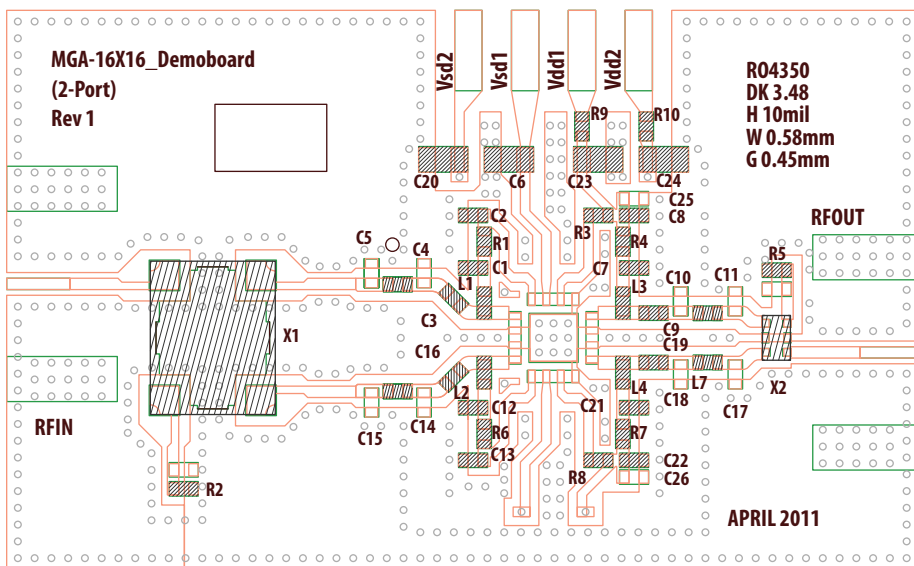 MGA-16X16_Demoboard
(2-Port)
Rev 1
Vsd2
Vsd1
Vdd1
Vdd2
RO4350
DK 3.48
H 10mil
W 0.58mm
G 0.45mm
R9
R10
C20
C6
C23
C24
C25
C2
C8
RFOUT
R3
R1
R4
C5
C4
C1
C7
R5
L1
L3
C10
C11
C3
C9
X1
C16
C19
L2
L4
L7
X2
C18
C17
C15
C14
C12
C21
RFIN
R6
R7
C13
C22
R8
C26
R2
APRIL 2011